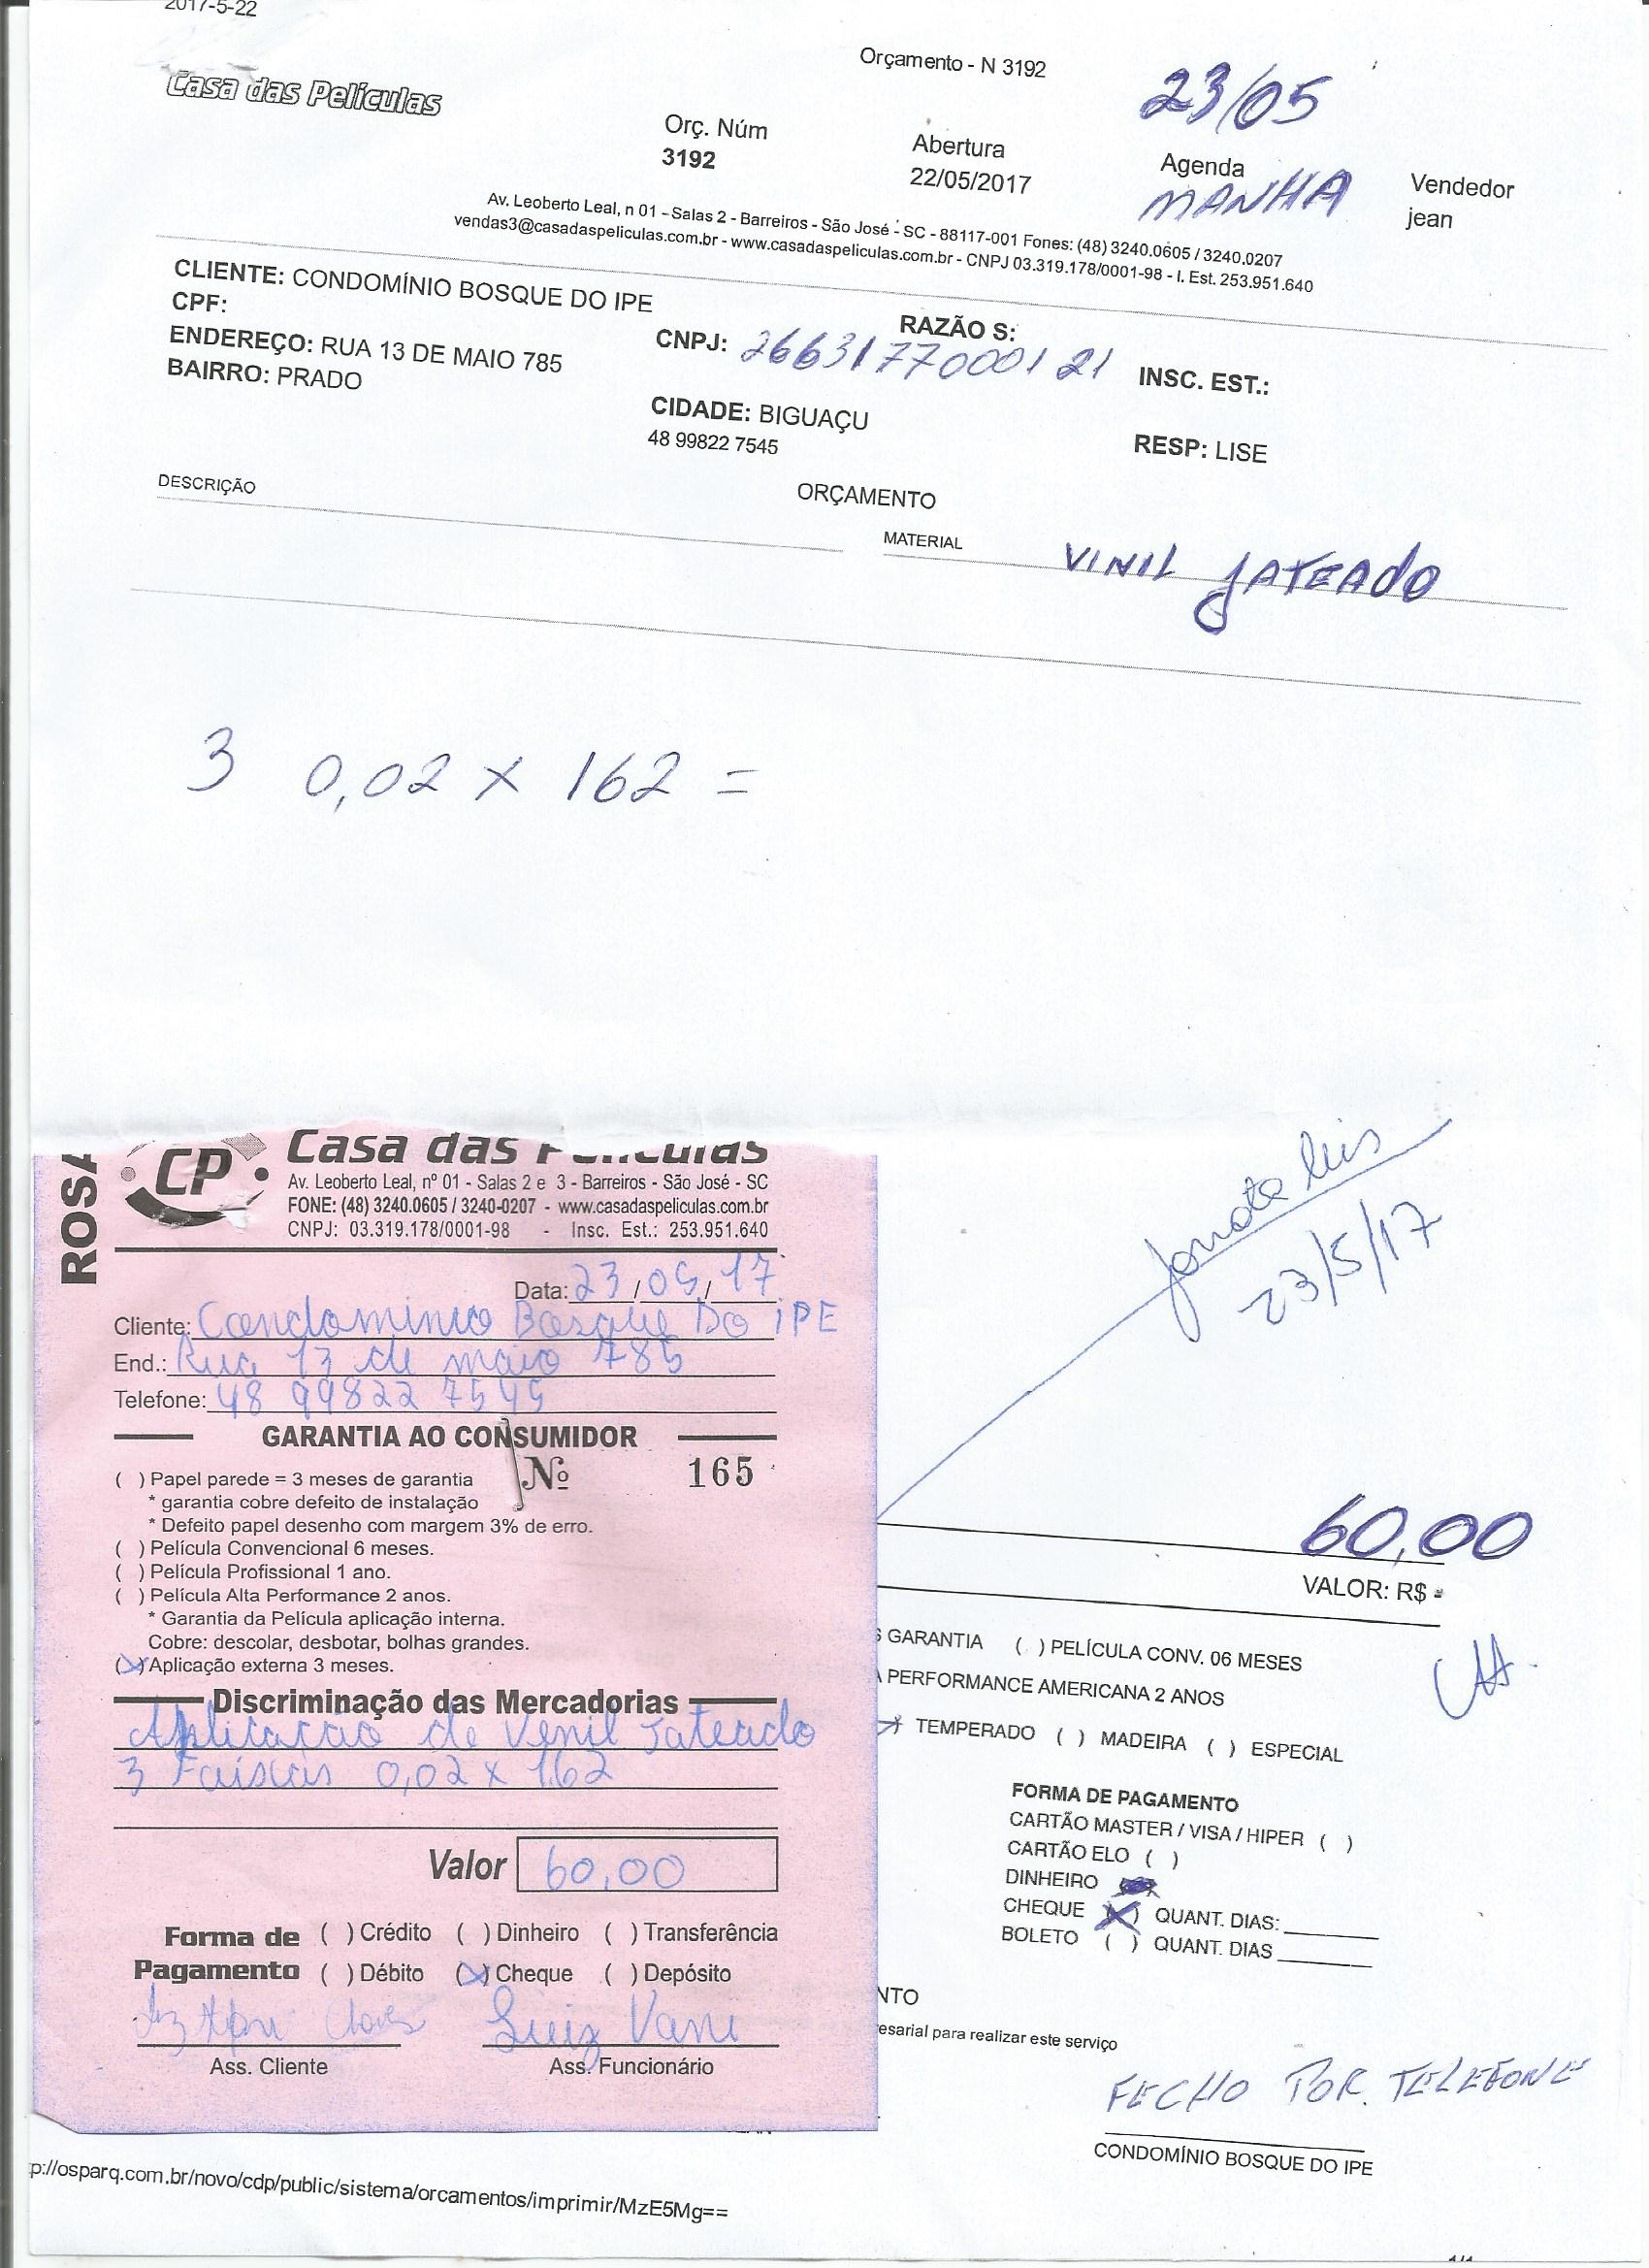 2017-5-22
Orçamento - N 3192
Casa das Películas
23/05
Orç. Núm
3192
Abertura
22/05/2017
Agenda
MANHA
Vendedor
jean
Av. Leoberto Leal, n 01 - Salas 2 - Barreiros - São José - SC - 88117-001 Fones: (48) 3240.0605 / 3240.0207
vendas3@casadaspeliculas.com.br - www.casadaspeliculas.com.br - CNPJ 03.319.178/0001-98 - I. Est. 253.951.640
CLIENTE: CONDOMÍNIO BOSQUE DO IPE
CPF:
RAZÃO S:
ENDEREÇO: RUA 13 DE MAIO 785
CNPJ: 26631770001 21
INSC. EST.:
BAIRRO: PRADO
CIDADE: BIGUAÇU
48 99822 7545
RESP: LISE
DESCRIÇÃO
ORÇAMENTO
MATERIAL VINIL JATEADO
3 0,02 X 162 =
ROSA
CP
Casa das Películas
Av. Leoberto Leal, nº 01 - Salas 2 e 3 - Barreiros - São José - SC
FONE: (48) 3240.0605 / 3240-0207 - www.casadaspeliculas.com.br
CNPJ: 03.319.178/0001-98 - Insc. Est.: 253.951.640
Data: 23/05/17
Cliente: Condominio Bosque Do IPE
End.: Rua 13 de maio 785
Telefone: 48 99822 7545
GARANTIA AO CONSUMIDOR
Nº 165
( ) Papel parede = 3 meses de garantia
* garantia cobre defeito de instalação
* Defeito papel desenho com margem 3% de erro.
( ) Película Convencional 6 meses.
( ) Película Profissional 1 ano.
( ) Película Alta Performance 2 anos.
* Garantia da Película aplicação interna.
Cobre: descolar, desbotar, bolhas grandes.
(X) Aplicação externa 3 meses.
Discriminação das Mercadorias
Aplicação de Venil Jateado
3 Faiscas 0,02 x 1.62
Valor 60,00
Forma de Pagamento
( ) Crédito ( ) Dinheiro ( ) Transferência
( ) Débito (X) Cheque ( ) Depósito
Luiz Vani
Ass. Cliente
Ass. Funcionário
23/5/17
60,00
VALOR: R$ -
S GARANTIA ( ) PELÍCULA CONV. 06 MESES
A PERFORMANCE AMERICANA 2 ANOS
TEMPERADO ( ) MADEIRA ( ) ESPECIAL
FORMA DE PAGAMENTO
CARTÃO MASTER / VISA / HIPER ( )
CARTÃO ELO ( )
DINHEIRO
CHEQUE (X) QUANT. DIAS:
BOLETO ( ) QUANT. DIAS
NTO
esarial para realizar este serviço
FECHO POR TELEFONE
CONDOMÍNIO BOSQUE DO IPE
p://osparq.com.br/novo/cdp/public/sistema/orcamentos/imprimir/MzE5Mg==